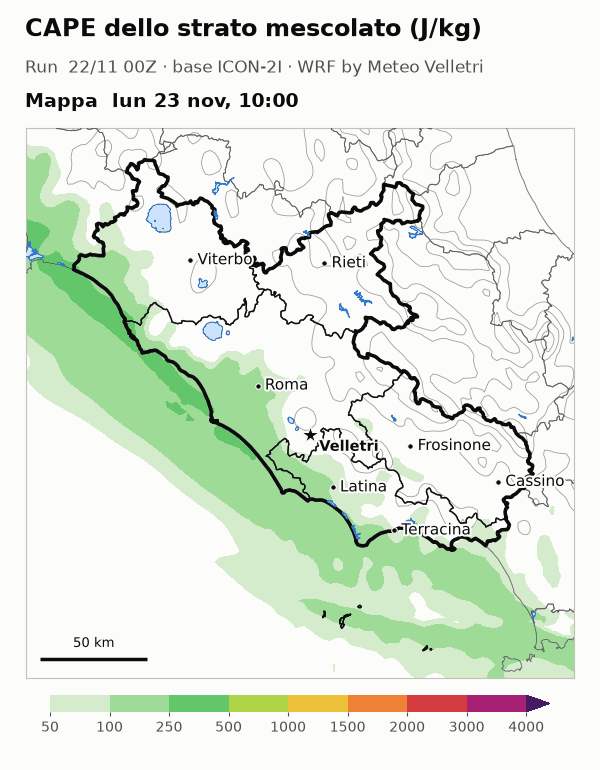 CAPE dello strato mescolato (J/kg)
Run  22/11 00Z · base ICON-2I · WRF by Meteo Velletri
Mappa  lun 23 nov, 10:00
Viterbo
Rieti
Roma
Velletri
Frosinone
Latina
Cassino
Terracina
50 km
50 100 250 500 1000 1500 2000 3000 4000